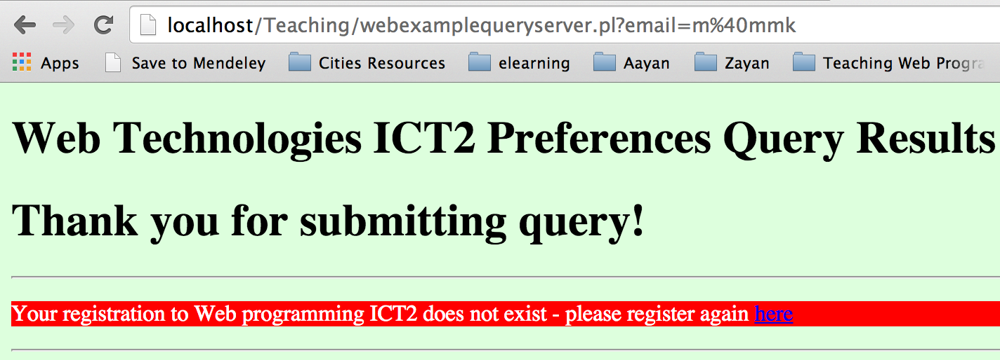 localhost/Teaching/webexamplequeryserver.pl?email=m%40mmk
Apps Save to Mendeley Cities Resources elearning Aayan Zayan Teaching Web Progra
Web Technologies ICT2 Preferences Query Results
Thank you for submitting query!
Your registration to Web programming ICT2 does not exist - please register again here